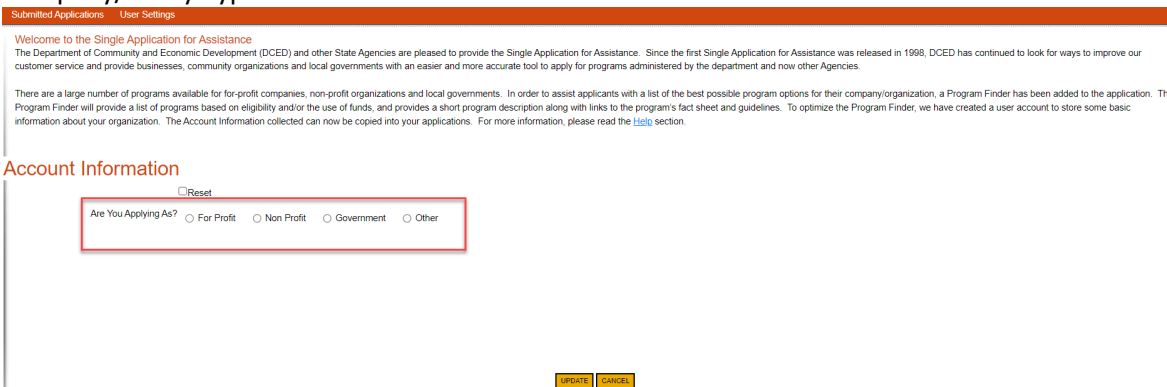 Submitted Applications User Settings
Welcome to the Single Application for Assistance
The Department of Community and Economic Development (DCED) and other State Agencies are pleased to provide the Single Application for Assistance. Since the first Single Application for Assistance was released in 1998, DCED has continued to look for ways to improve our
customer service and provide businesses, community organizations and local governments with an easier and more accurate tool to apply for programs administered by the department and now other Agencies.
There are a large number of programs available for for-profit companies, non-profit organizations and local governments. In order to assist applicants with a list of the best possible program options for their company/organization, a Program Finder has been added to the application. Th
Program Finder will provide a list of programs based on eligibility and/or the use of funds, and provides a short program description along with links to the program's fact sheet and guidelines. To optimize the Program Finder, we have created a user account to store some basic
information about your organization. The Account Information collected can now be copied into your applications. For more information, please read the Help section.
Account Information
Reset
Are You Applying As? For Profit Non Profit Government Other
UPDATE CANCEL